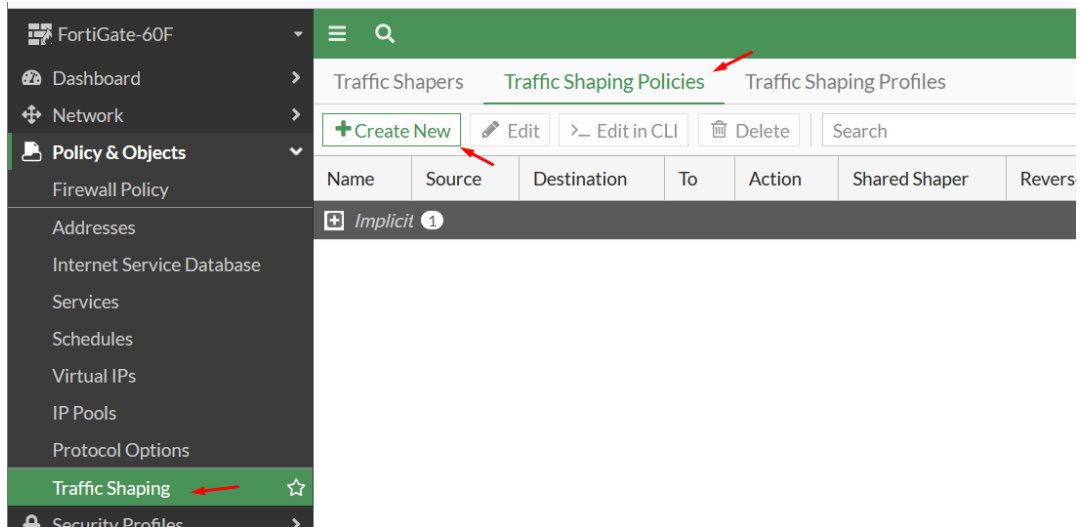 FortiGate-60F
Dashboard
Network
Policy & Objects
Firewall Policy
Addresses
Internet Service Database
Services
Schedules
Virtual IPs
IP Pools
Protocol Options
Traffic Shaping
Security Profiles
Traffic Shapers Traffic Shaping Policies Traffic Shaping Profiles
+Create New Edit >_ Edit in CLI Delete Search
Name Source Destination To Action Shared Shaper Revers
Implicit 1